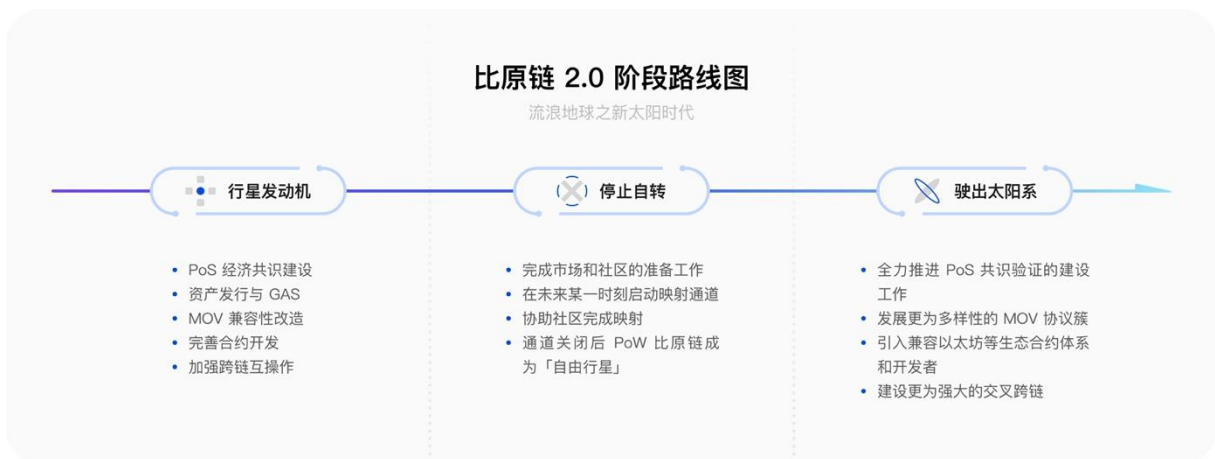 比原链 2.0 阶段路线图
流浪地球之新太阳时代
行星发动机
PoS 经济共识建设
资产发行与 GAS
MOV 兼容性改造
完善合约开发
加强跨链互操作
停止自转
完成市场和社区的准备工作
在未来某一时刻启动映射通道
协助社区完成映射
通道关闭后 PoW 比原链成
为「自由行星」
驶出太阳系
全力推进 PoS 共识验证的建设
工作
发展更为多样性的 MOV 协议簇
引入兼容以太坊等生态合约体系
和开发者
建设更为强大的交叉跨链